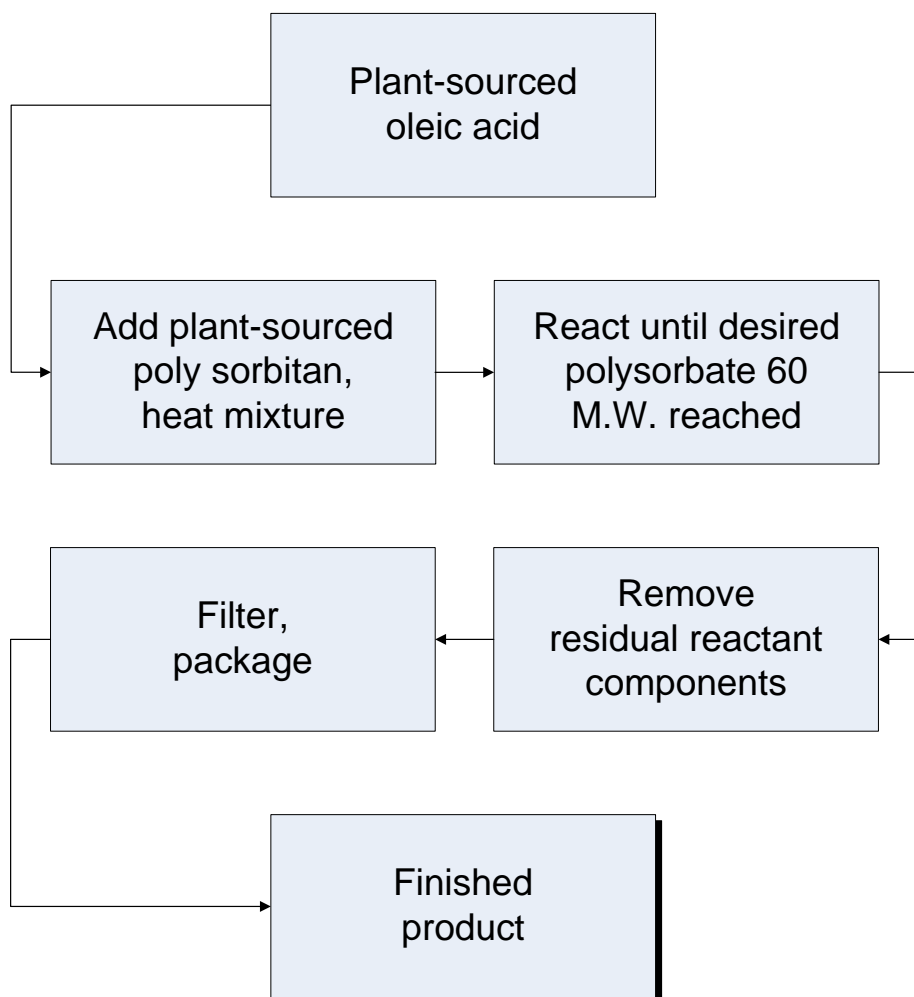 Plant-sourced
oleic acid
Add plant-sourced
poly sorbitan,
heat mixture
React until desired
polysorbate 60
M.W. reached
Remove
residual reactant
components
Filter,
package
Finished
product